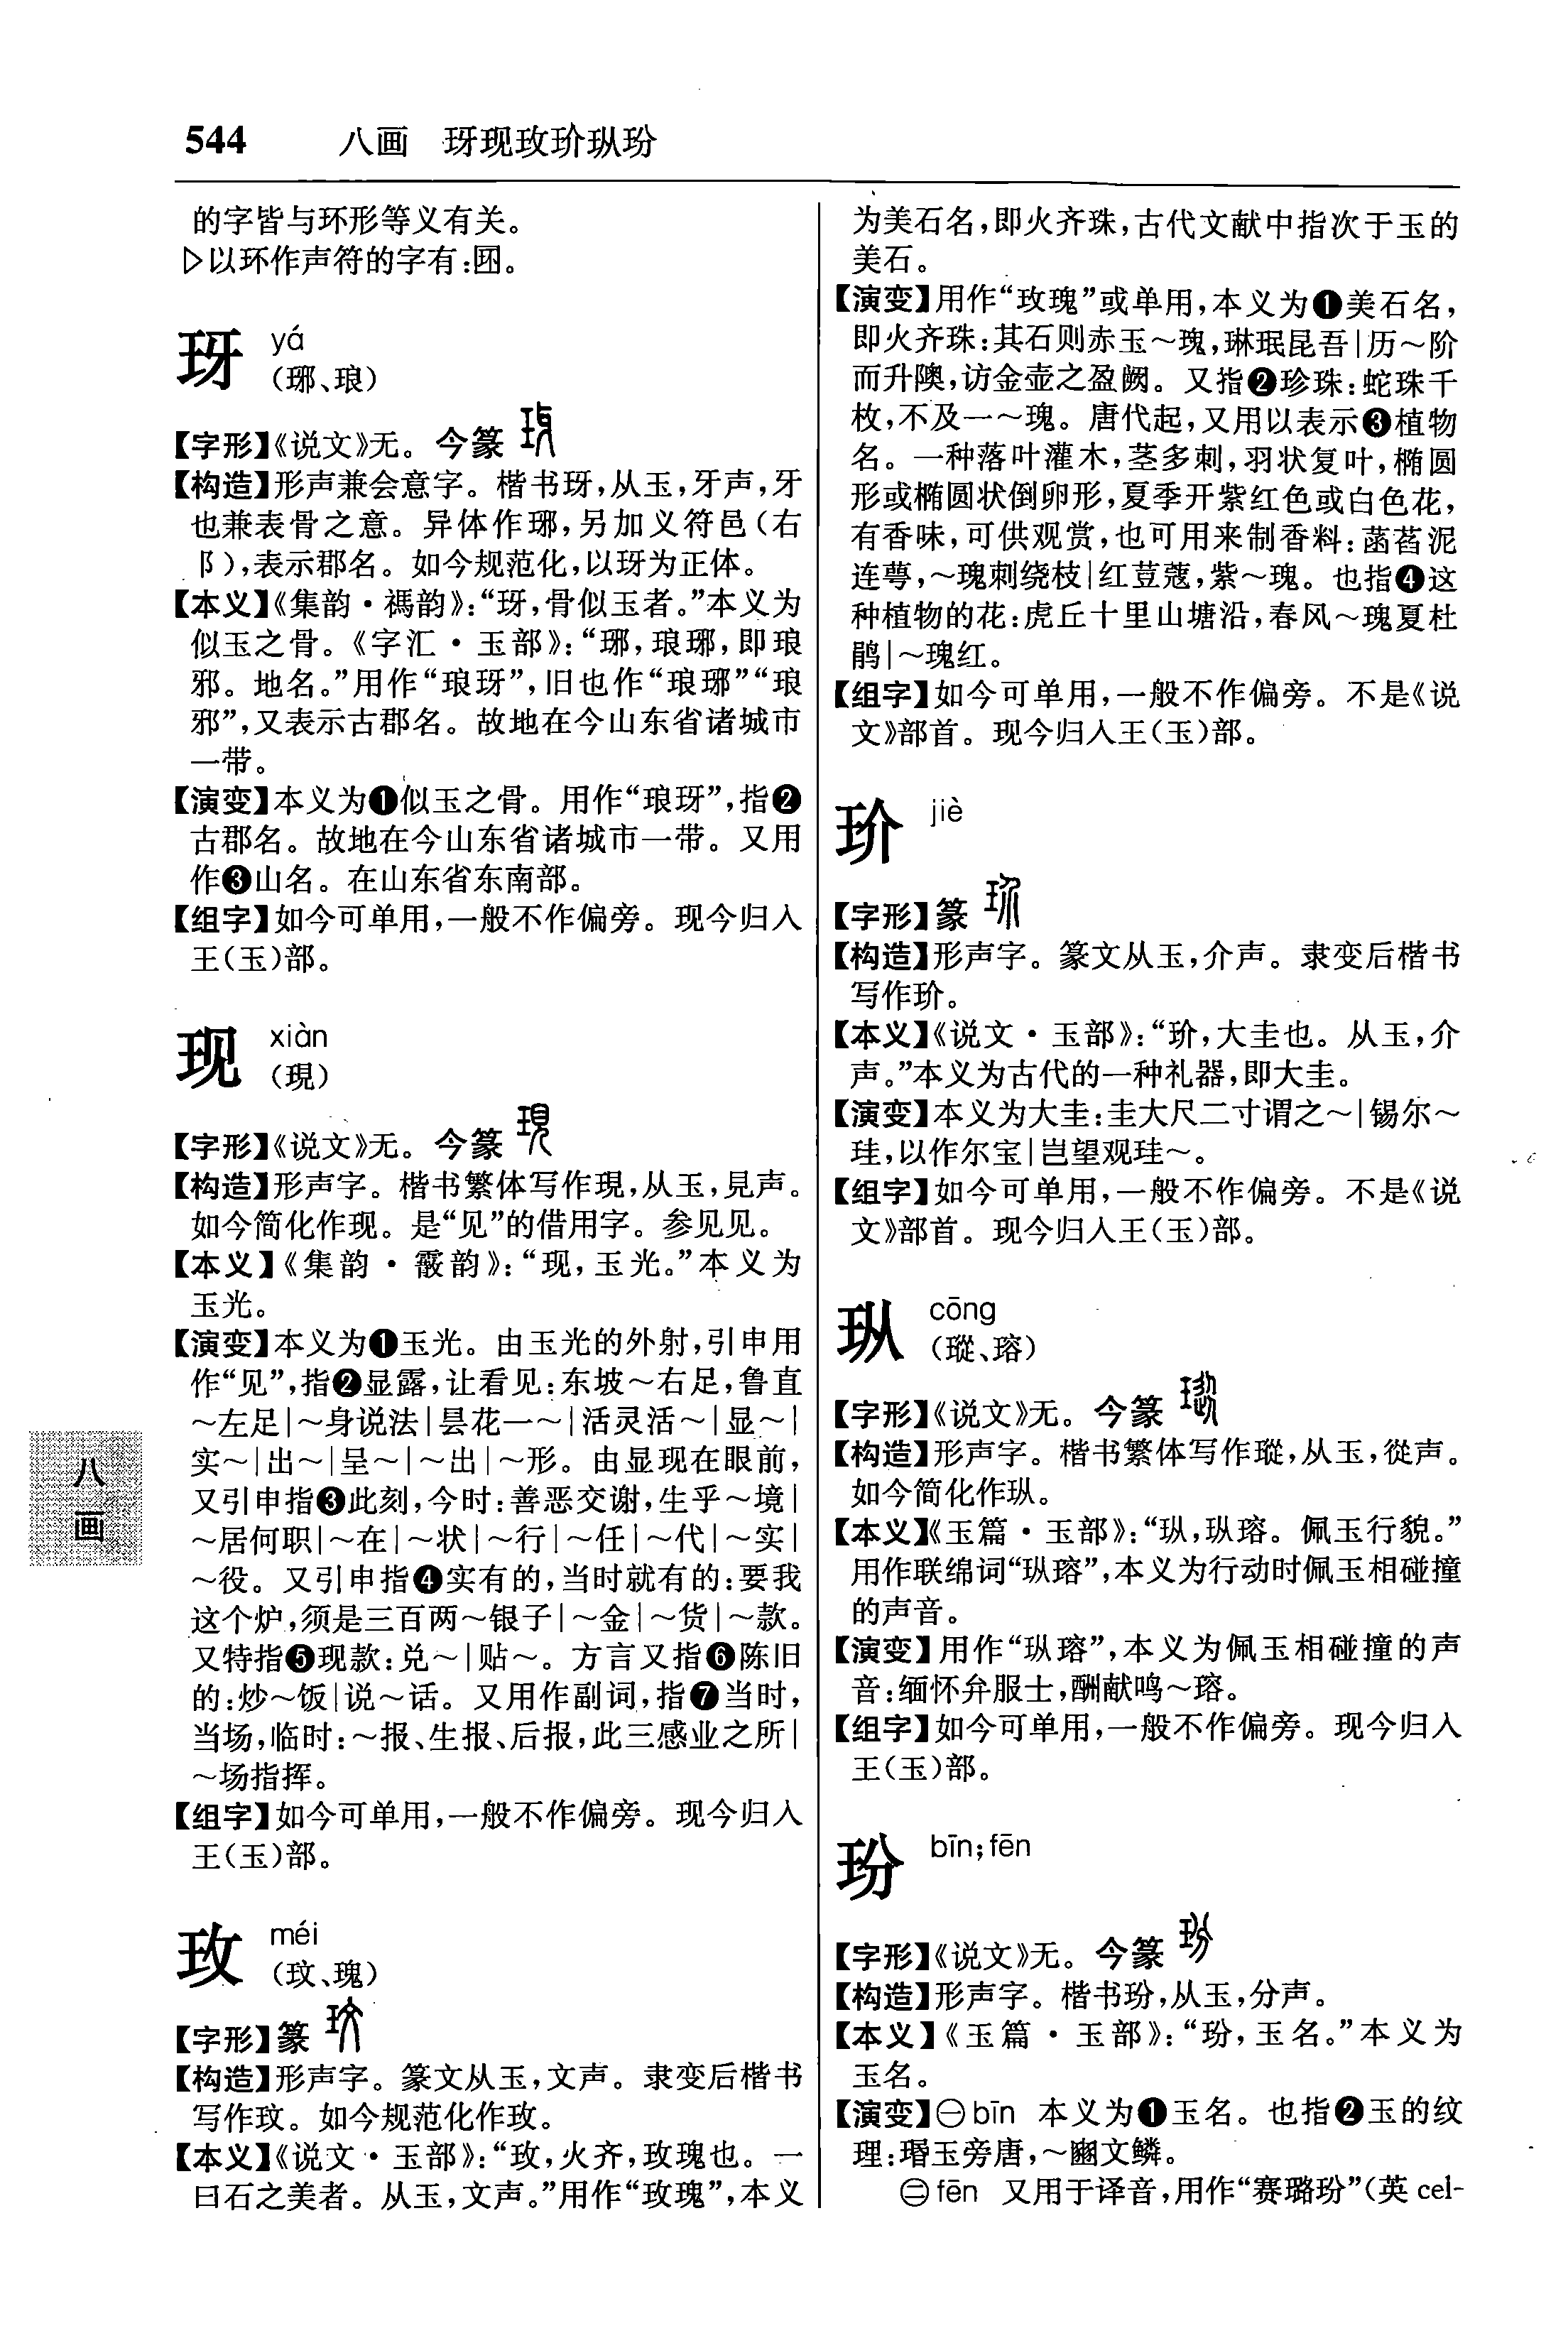 544 八画 玡现玫玠瑽玢
的字皆与环形等义有关。
▷以环作声符的字有:𡇌。
玡 yá
(琊、琅)
【字形】《说文》无。今篆
【构造】形声兼会意字。楷书玡,从玉,牙声,牙
也兼表骨之意。异体作琊,另加义符邑(右
阝),表示郡名。如今规范化,以玡为正体。
【本义】《集韵·禡韵》:“玡,骨似玉者。”本义为
似玉之骨。《字汇·玉部》:“琊,琅琊,即琅
邪。地名。”用作“琅玡”,旧也作“琅琊”“琅
邪”,又表示古郡名。故地在今山东省诸城市
一带。
【演变】本义为❶似玉之骨。用作“琅玡”,指❷
古郡名。故地在今山东省诸城市一带。又用
作❸山名。在山东省东南部。
【组字】如今可单用,一般不作偏旁。现今归入
王(玉)部。
现 xiàn
(現)
【字形】《说文》无。今篆
【构造】形声字。楷书繁体写作現,从玉,見声。
如今简化作现。是“见”的借用字。参见见。
【本义】《集韵·霰韵》:“现,玉光。”本义为
玉光。
【演变】本义为❶玉光。由玉光的外射,引申用
作“见”,指❷显露,让看见:东坡～右足,鲁直
～左足|～身说法|昙花一～|活灵活～|显～|
实～|出～|呈～|～出|～形。由显现在眼前,
又引申指❸此刻,今时:善恶交谢,生乎～境|
～居何职|～在|～状|～行|～任|～代|～实|
～役。又引申指❹实有的,当时就有的:要我
这个炉,须是三百两～银子|～金|～货|～款。
又特指❺现款:兑～|贴～。方言又指❻陈旧
的:炒～饭|说～话。又用作副词,指❼当时,
当场,临时:～报、生报、后报,此三感业之所|
～场指挥。
【组字】如今可单用,一般不作偏旁。现今归入
王(玉)部。
八
画
玫 méi
(玟、瑰)
【字形】篆
【构造】形声字。篆文从玉,文声。隶变后楷书
写作玟。如今规范化作玫。
【本义】《说文·玉部》:“玫,火齐,玫瑰也。一
曰石之美者。从玉,文声。”用作“玫瑰”,本义
为美石名,即火齐珠,古代文献中指次于玉的
美石。
【演变】用作“玫瑰”或单用,本义为❶美石名,
即火齐珠:其石则赤玉～瑰,琳珉昆吾|历～阶
而升隩,访金壶之盈阙。又指❷珍珠:蛇珠千
枚,不及一～瑰。唐代起,又用以表示❸植物
名。一种落叶灌木,茎多刺,羽状复叶,椭圆
形或椭圆状倒卵形,夏季开紫红色或白色花,
有香味,可供观赏,也可用来制香料:菡萏泥
连萼,～瑰刺绕枝|红荳蔻,紫～瑰。也指❹这
种植物的花:虎丘十里山塘沿,春风～瑰夏杜
鹃|～瑰红。
【组字】如今可单用,一般不作偏旁。不是《说
文》部首。现今归入王(玉)部。
玠 jiè
【字形】篆
【构造】形声字。篆文从玉,介声。隶变后楷书
写作玠。
【本义】《说文·玉部》:“玠,大圭也。从玉,介
声。”本义为古代的一种礼器,即大圭。
【演变】本义为大圭:圭大尺二寸谓之～|锡尔～
珪,以作尔宝|岂望观珪～。
【组字】如今可单用,一般不作偏旁。不是《说
文》部首。现今归入王(玉)部。
𪻐 cōng
(瑽、瑢)
【字形】《说文》无。今篆
【构造】形声字。楷书繁体写作瑽,从玉,從声。
如今简化作𪻐。
【本义】《玉篇·玉部》:“𪻐,𪻐瑢。佩玉行貌。”
用作联绵词“𪻐瑢”,本义为行动时佩玉相碰撞
的声音。
【演变】用作“𪻐瑢”,本义为佩玉相碰撞的声
音:缅怀弁服士,酬献鸣～瑢。
【组字】如今可单用,一般不作偏旁。现今归入
王(玉)部。
玢 bīn;fēn
【字形】《说文》无。今篆
【构造】形声字。楷书玢,从玉,分声。
【本义】《玉篇·玉部》:“玢,玉名。”本义为
玉名。
【演变】㊀bīn 本义为❶玉名。也指❷玉的纹
理:瑉玉旁唐,～豳文鳞。
㊁fēn 又用于译音,用作“赛璐玢”(英 cel-